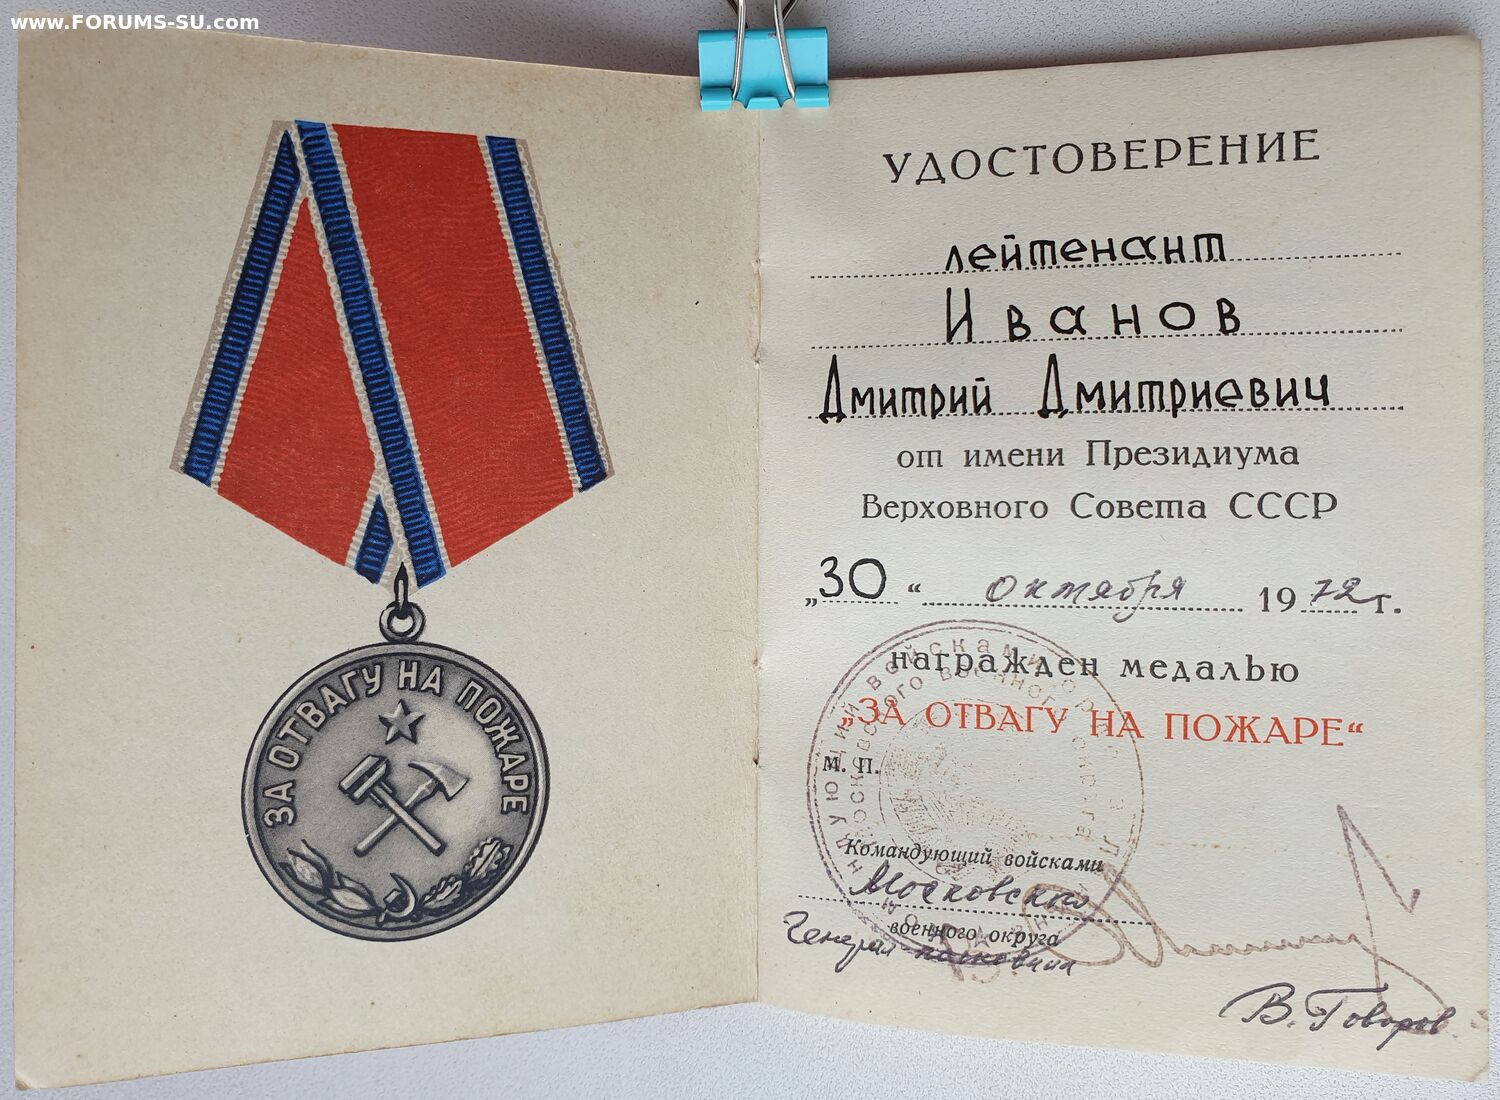 www.FORUMS-SU.com
ЗА ОТВАГУ НА ПОЖАРЕ
УДОСТОВЕРЕНИЕ
лейтенант
Иванов
Дмитрий Дмитриевич
от имени Президиума
Верховного Совета СССР
„30“ октября 1972 г.
награжден медалью
„ЗА ОТВАГУ НА ПОЖАРЕ“
М. П.
Командующий войсками
Московского
военного округа
Генерал-полковник
В. Говоров